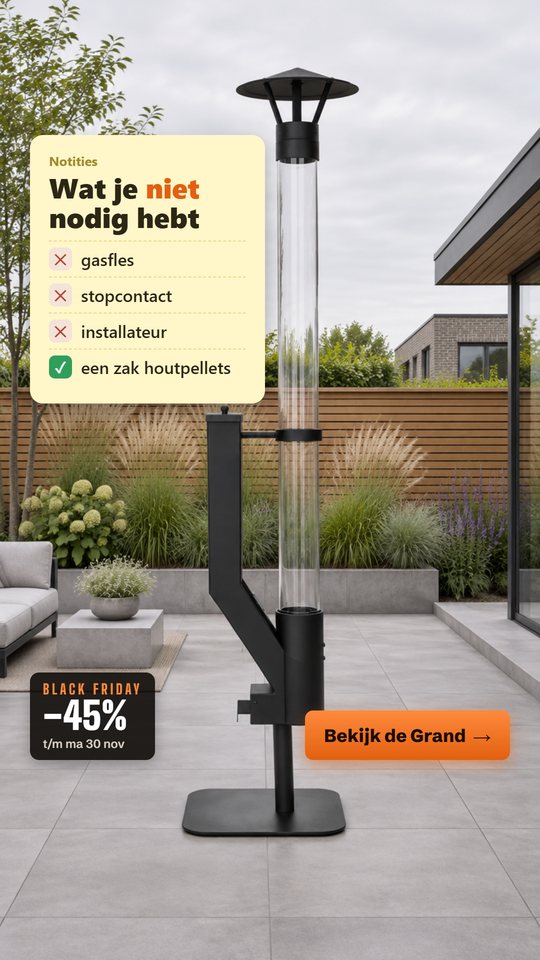 Notities
Wat je niet
nodig hebt
gasfles
stopcontact
installateur
een zak houtpellets
BLACK FRIDAY
–45%
t/m ma 30 nov
Bekijk de Grand →